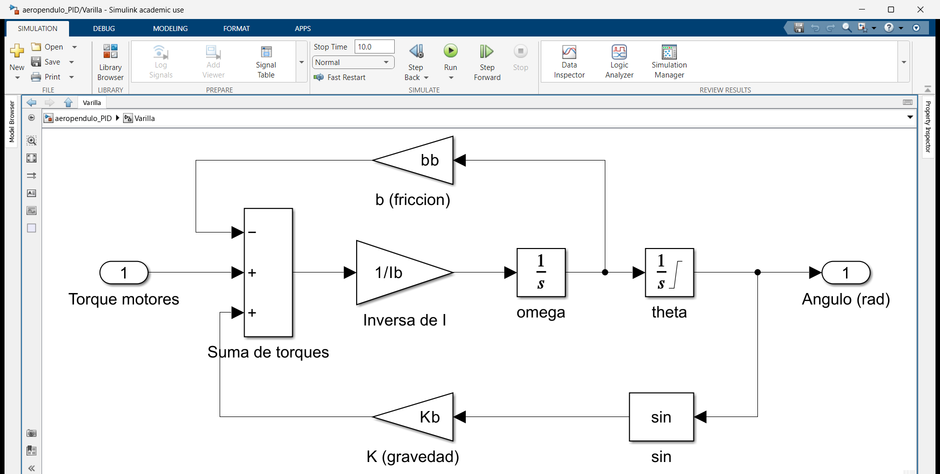 aeropendulo_PID/Varilla - Simulink academic use
SIMULATION DEBUG MODELING FORMAT APPS
New
Open
Save
Print
FILE
Library
Browser
LIBRARY
Log
Signals
Add
Viewer
Signal
Table
PREPARE
Stop Time 10.0
Normal
Fast Restart
Step
Back
Run
Step
Forward
Stop
SIMULATE
Data
Inspector
Logic
Analyzer
Simulation
Manager
REVIEW RESULTS
Model Browser
Varilla
aeropendulo_PID Varilla
Property Inspector
bb
b (friccion)
1
Torque motores
−
+
+
Suma de torques
1/Ib
Inversa de I
1
s
omega
1
s
theta
1
Angulo (rad)
Kb
K (gravedad)
sin
sin